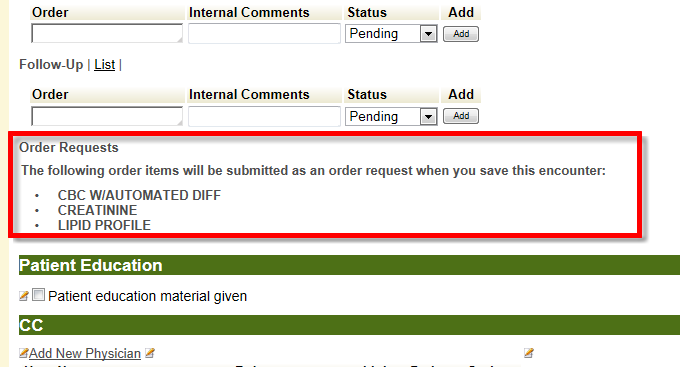 Order Internal Comments Status Add
Pending Add
Follow-Up | List |
Order Internal Comments Status Add
Pending Add
Order Requests
The following order items will be submitted as an order request when you save this encounter:
• CBC W/AUTOMATED DIFF
• CREATININE
• LIPID PROFILE
Patient Education
Patient education material given
CC
Add New Physician